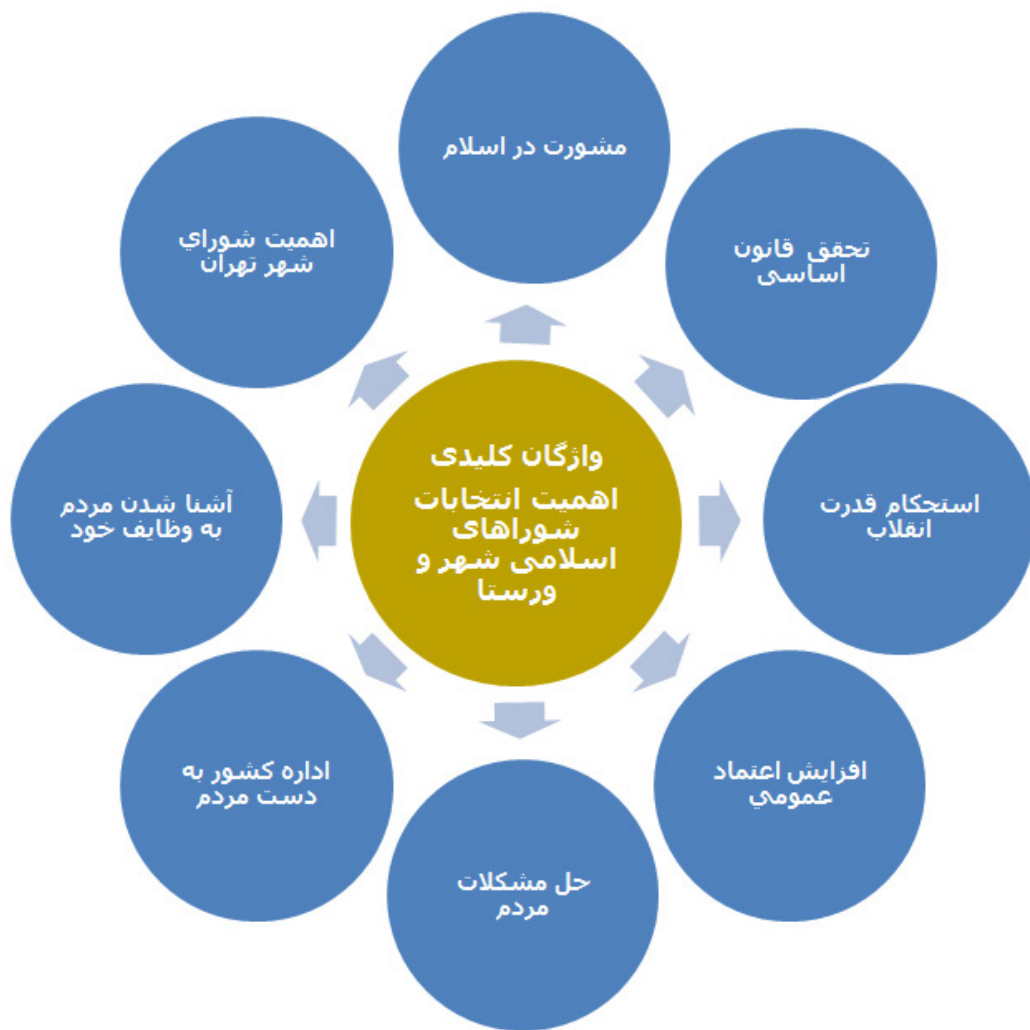 مشورت در اسلام
تحقق قانون
اساسی
استحکام قدرت
انقلاب
افزایش اعتماد
عمومي
حل مشکلات
مردم
اداره کشور به
دست مردم
آشنا شدن مردم
به وظایف خود
اهمیت شوراي
شهر تهران
واژگان کلیدی
اهمیت انتخابات
شوراهای
اسلامی شهر و
ورستا